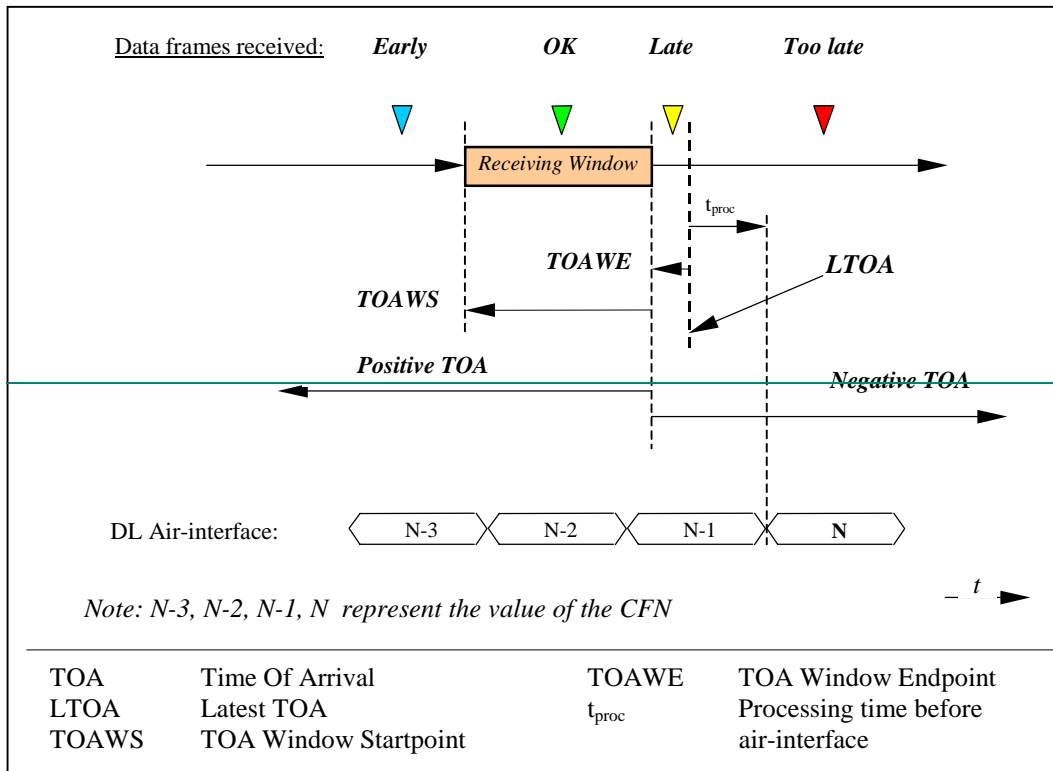 Data frames received: Early OK Late Too late
Receiving Window
tproc
TOAWE
LTOA
TOAWS
Positive TOA
Negative TOA
DL Air-interface: N-3 N-2 N-1 N
t
Note: N-3, N-2, N-1, N represent the value of the CFN
TOA Time Of Arrival TOAWE TOA Window Endpoint
LTOA Latest TOA tproc Processing time before
TOAWS TOA Window Startpoint air-interface